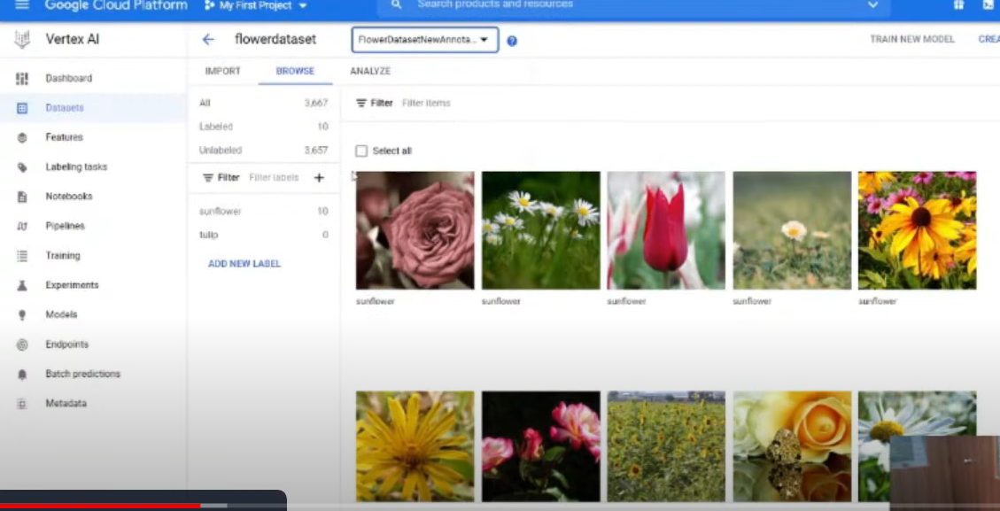 Google Cloud Platform My First Project Search products and resources
Vertex AI flowerdataset FlowerDatasetNewAnnota... TRAIN NEW MODEL CREA
IMPORT BROWSE ANALYZE
Dashboard
Datasets
Features
Labeling tasks
Notebooks
Pipelines
Training
Experiments
Models
Endpoints
Batch predictions
Metadata
All 3,667
Labeled 10
Unlabeled 3,657
Filter Filter labels
sunflower 10
tulip 0
ADD NEW LABEL
Filter Filter items
Select all
sunflower sunflower sunflower sunflower sunflower